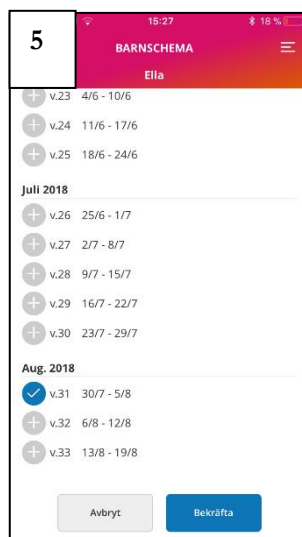 5
15:27 18 %
BARNSCHEMA
Ella
v.23 4/6 - 10/6
v.24 11/6 - 17/6
v.25 18/6 - 24/6
Juli 2018
v.26 25/6 - 1/7
v.27 2/7 - 8/7
v.28 9/7 - 15/7
v.29 16/7 - 22/7
v.30 23/7 - 29/7
Aug. 2018
v.31 30/7 - 5/8
v.32 6/8 - 12/8
v.33 13/8 - 19/8
Avbryt Bekräfta